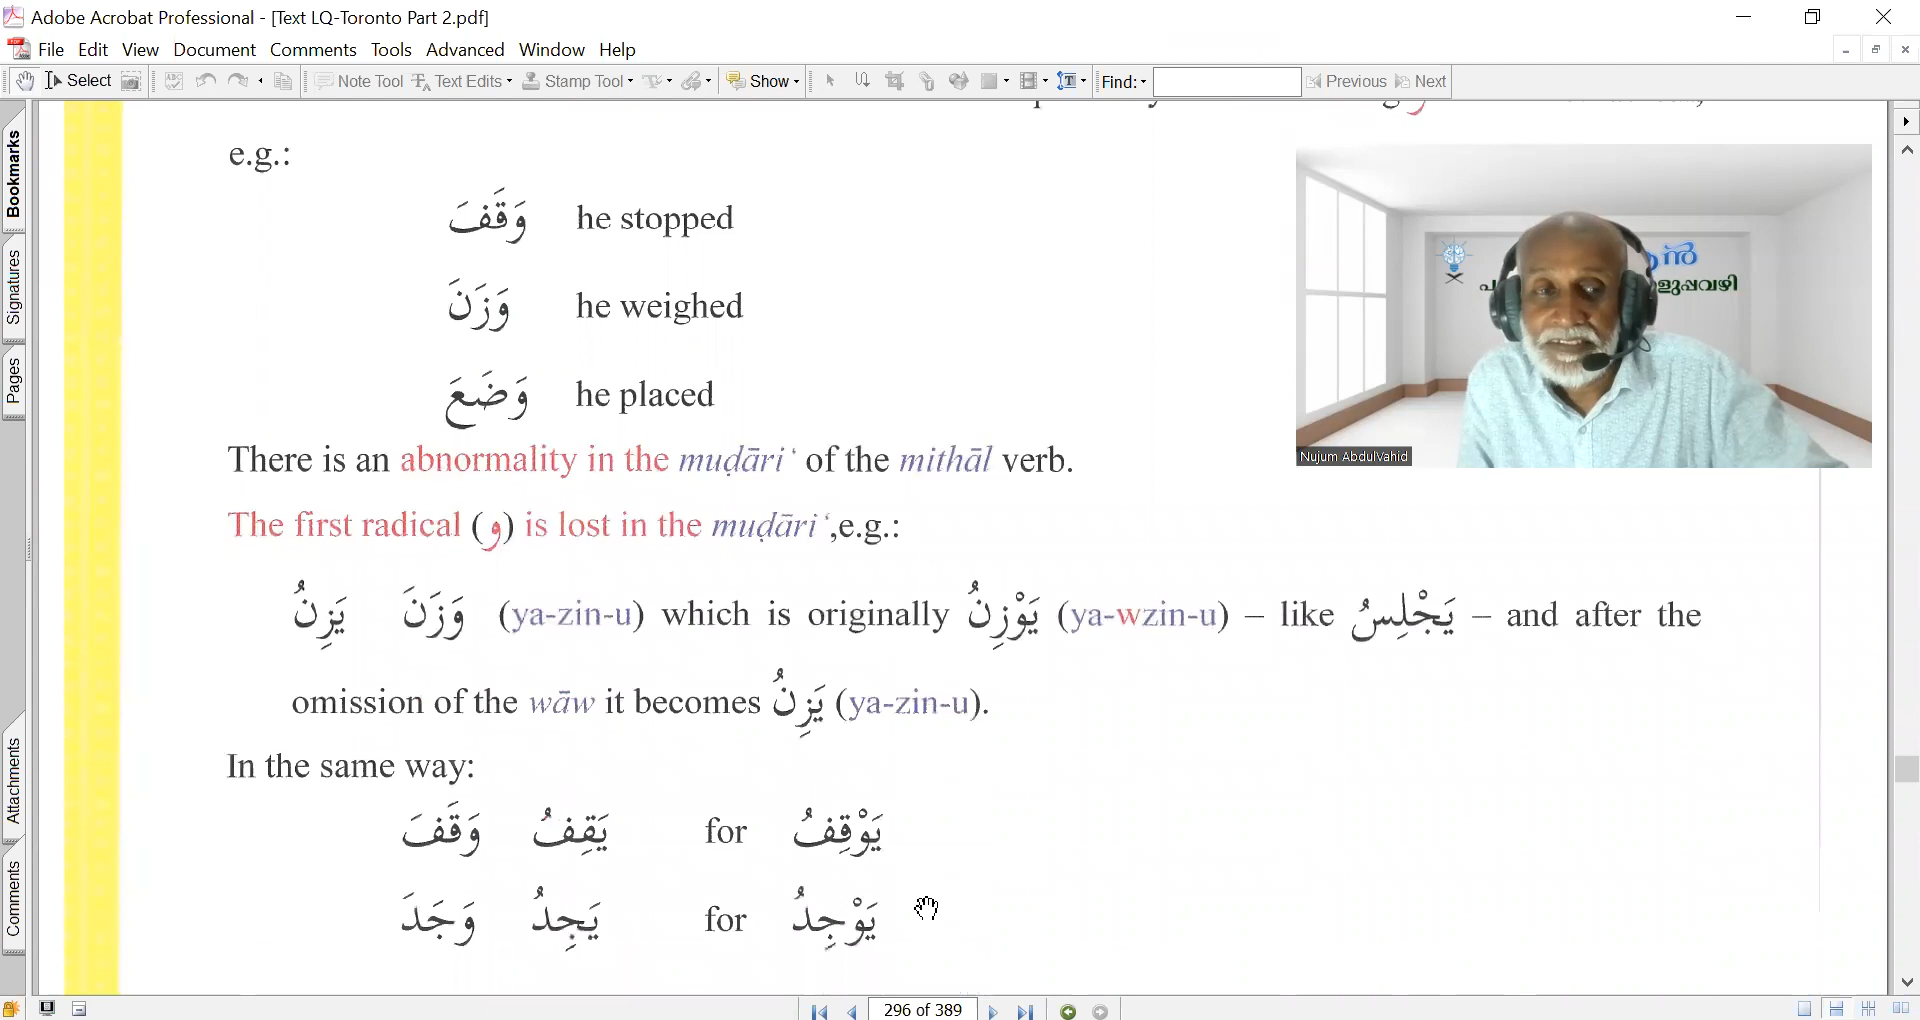 Adobe Acrobat Professional - [Text LQ-Toronto Part 2.pdf]
File Edit View Document Comments Tools Advanced Window Help
Select Note Tool Text Edits Stamp Tool Show Find: Previous Next
Bookmarks
Signatures
Pages
Attachments
Comments
e.g.:
وَقَفَ he stopped
وَزَنَ he weighed
وَضَعَ he placed
There is an abnormality in the muḍāriʻ of the mithāl verb.
The first radical (و) is lost in the muḍāriʻ,e.g.:
وَزَنَ يَزِنُ (ya-zin-u) which is originally يَوْزِنُ (ya-wzin-u) – like يَجْلِسُ – and after the
omission of the wāw it becomes يَزِنُ (ya-zin-u).
In the same way:
وَقَفَ يَقِفُ for يَوْقِفُ
وَجَدَ يَجِدُ for يَوْجِدُ
Nujum AbdulVahid
296 of 389